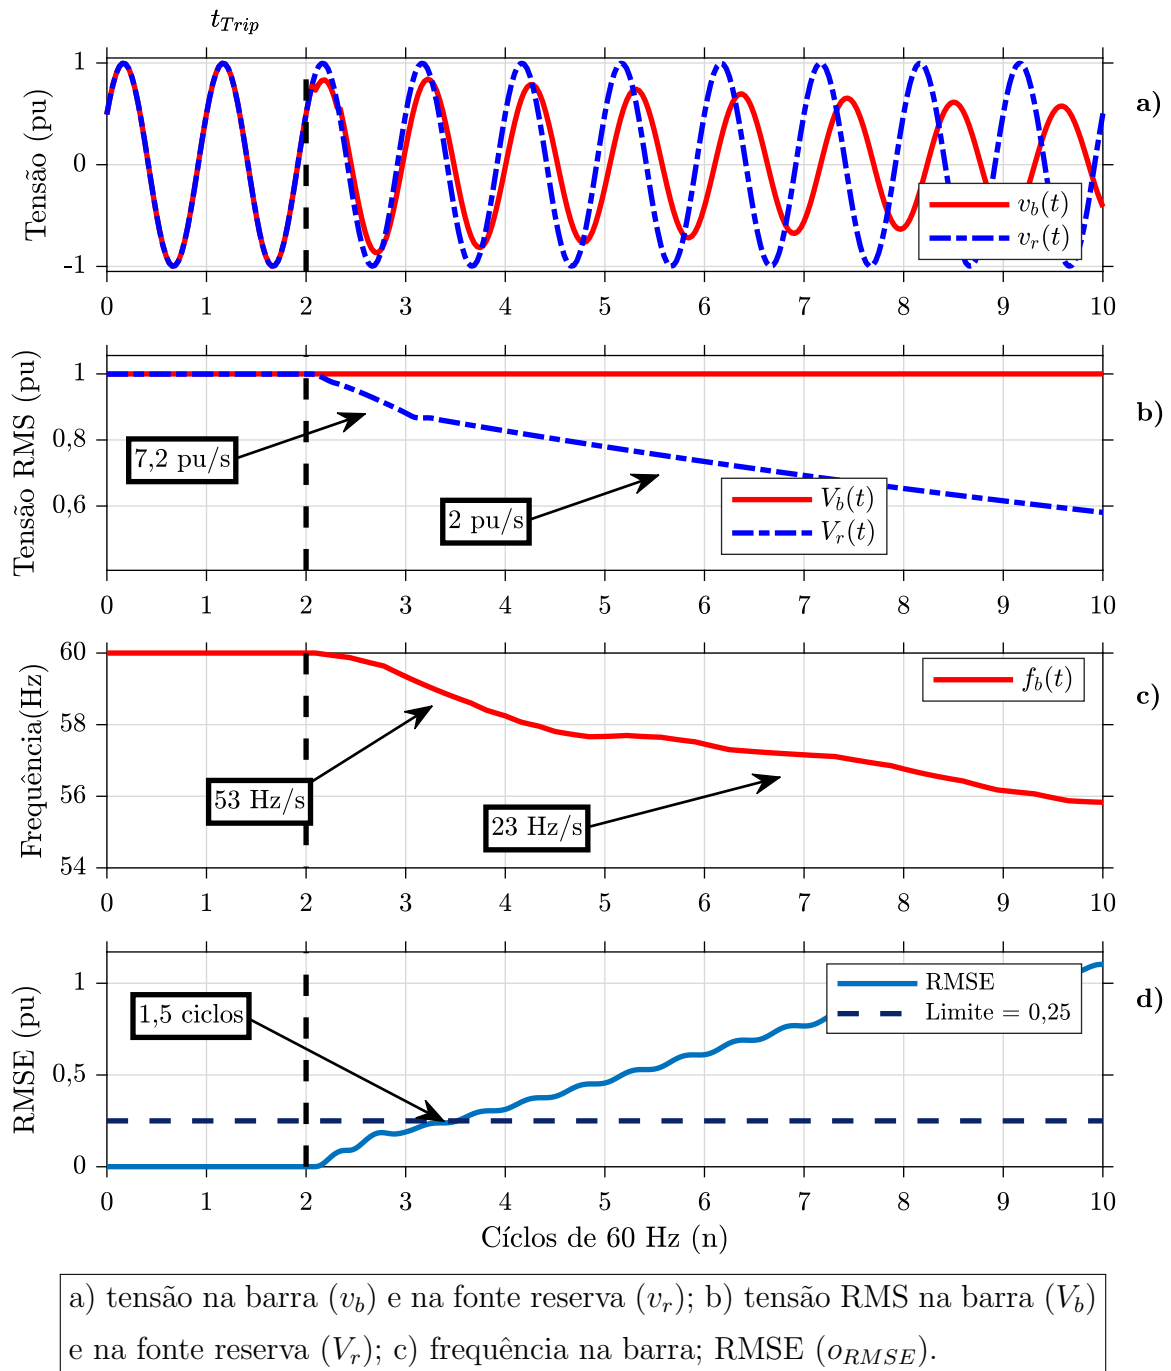 t_{Trip}
Tensão (pu)
1
0
-1
v_b(t)
v_r(t)
a)
0 1 2 3 4 5 6 7 8 9 10
Tensão RMS (pu)
1
0,8
0,6
7,2 pu/s
2 pu/s
V_b(t)
V_r(t)
b)
0 1 2 3 4 5 6 7 8 9 10
Frequência(Hz)
60
58
56
54
53 Hz/s
23 Hz/s
f_b(t)
c)
0 1 2 3 4 5 6 7 8 9 10
RMSE (pu)
1
0,5
0
1,5 ciclos
RMSE
Limite = 0,25
d)
0 1 2 3 4 5 6 7 8 9 10
Cíclos de 60 Hz (n)
a) tensão na barra (v_b) e na fonte reserva (v_r); b) tensão RMS na barra (V_b)
e na fonte reserva (V_r); c) frequência na barra; RMSE (o_{RMSE}).